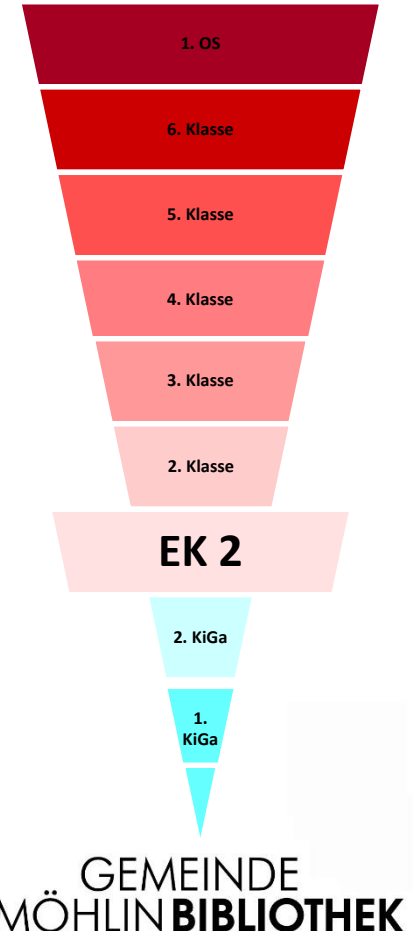 1. OS
6. Klasse
5. Klasse
4. Klasse
3. Klasse
2. Klasse
EK 2
2. KiGa
1.
KiGa
GEMEINDE
MÖHLIN BIBLIOTHEK